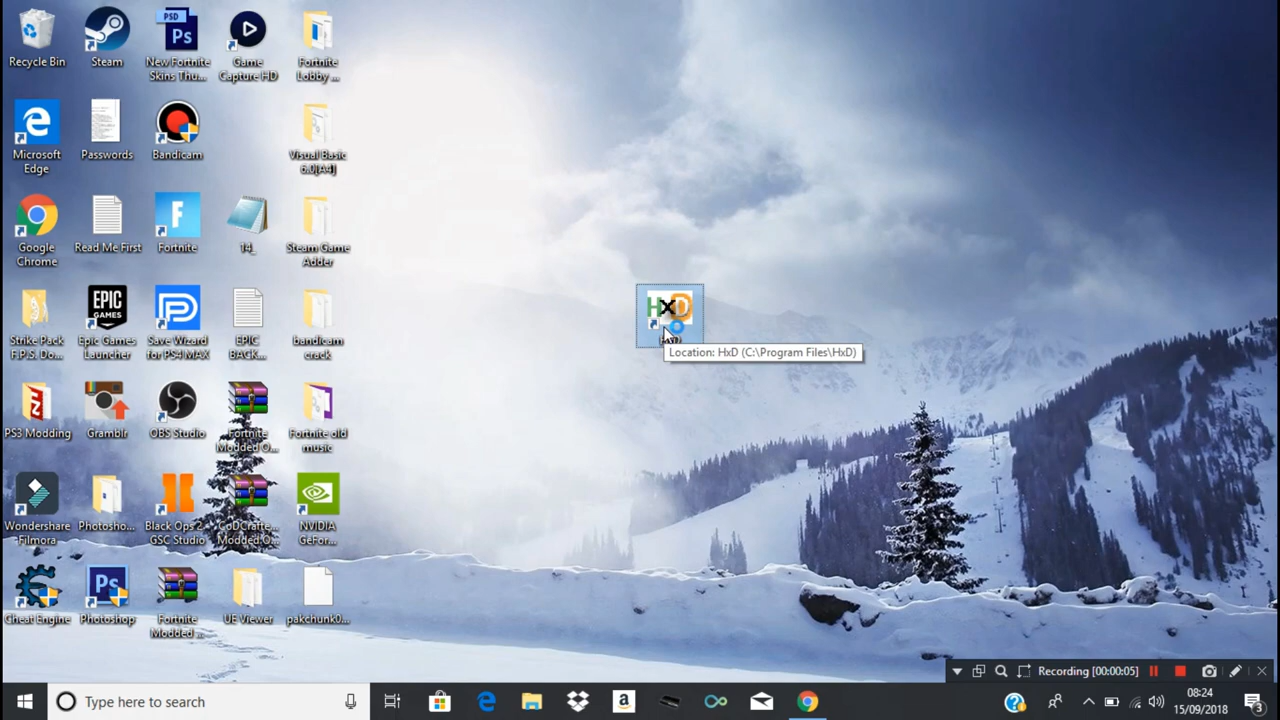 PSD
Ps
Recycle Bin
Steam
New Fortnite
Skins Thu...
Game
Capture HD
Fortnite
Lobby ...
Microsoft
Edge
Passwords
Bandicam
Visual Basic
6.0[A4]
F
Google
Chrome
Read Me First
Fortnite
14_
Steam Game
Adder
EPIC
GAMES
HxD
Location: HxD (C:\Program Files\HxD)
Strike Pack
F.P.S. Do...
Epic Games
Launcher
Save Wizard
for PS4 MAX
EPIC
BACK...
bandicam
crack
PS3 Modding
Gramblr
OBS Studio
Fortnite
Modded O...
Fortnite old
music
Wondershare
Filmora
Photosho...
Black Ops 2
GSC Studio
CoDCrafte...
Modded O...
NVIDIA
GeFor...
Ps
Cheat Engine
Photoshop
Fortnite
Modded ...
UE Viewer
pakchunk0...
Recording [00:00:05]
Type here to search
a
08:24
15/09/2018
3